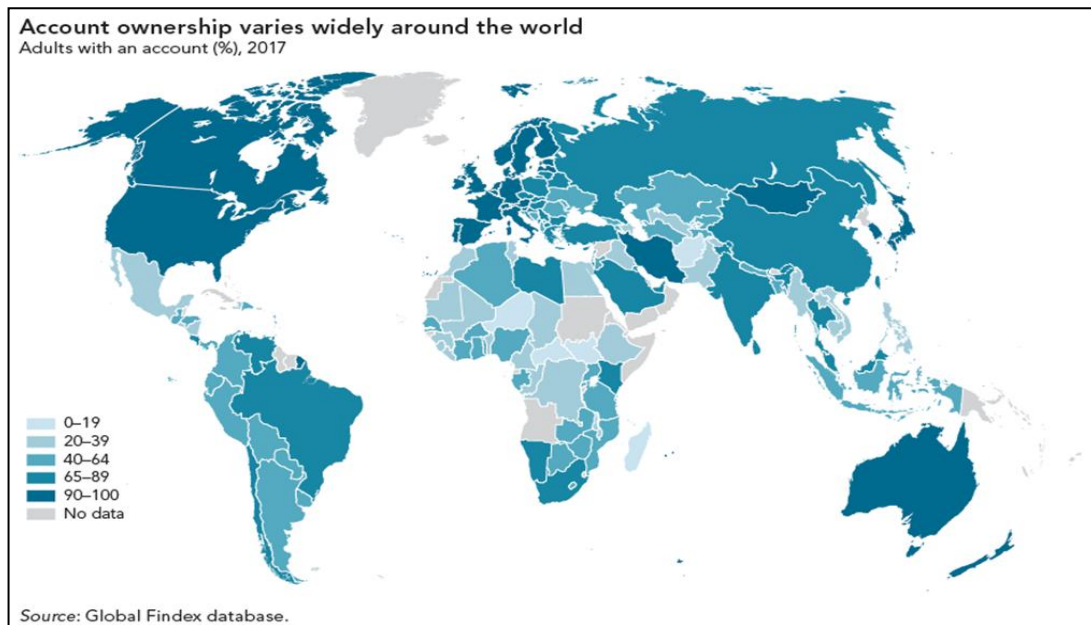 Account ownership varies widely around the world
Adults with an account (%), 2017
0–19
20–39
40–64
65–89
90–100
No data
Source: Global Findex database.